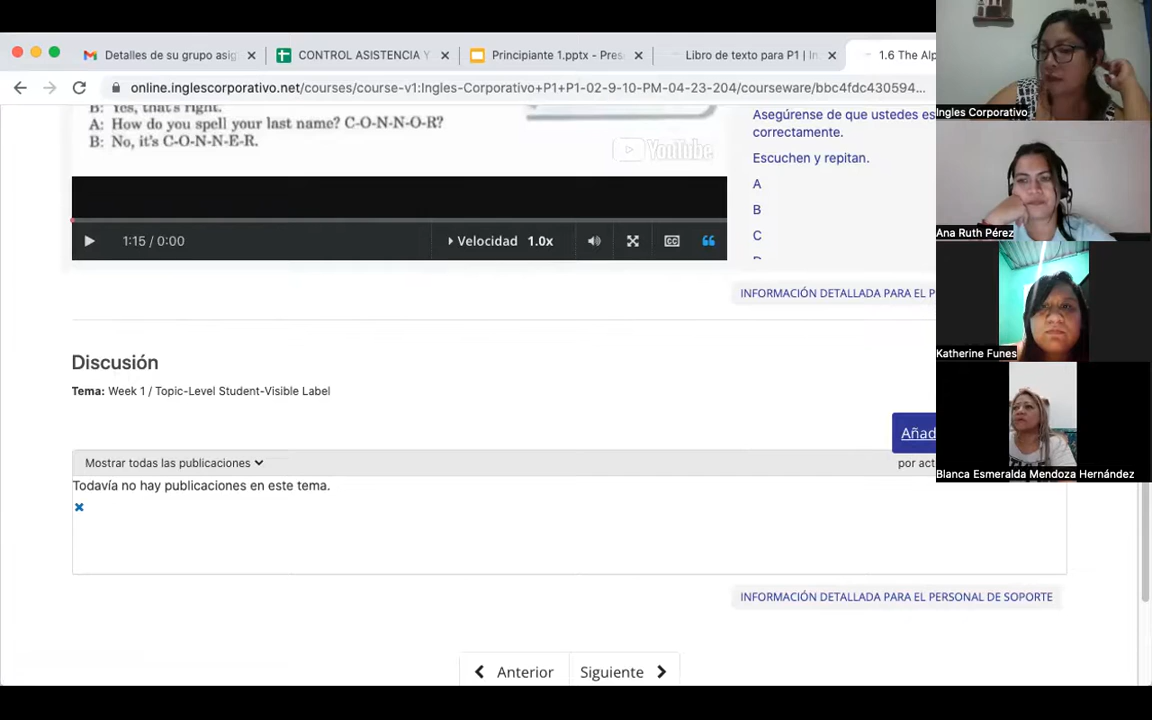 Detalles de su grupo asig
CONTROL ASISTENCIA Y
Principiante 1.pptx - Pres
Libro de texto para P1 | In
1.6 The Alp
online.inglescorporativo.net/courses/course-v1:Ingles-Corporativo+P1+P1-02-9-10-PM-04-23-204/courseware/bbc4fdc430594...
B: Yes, that's right.
A: How do you spell your last name? C-O-N-N-O-R?
B: No, it's C-O-N-N-E-R.
YouTube
1:15 / 0:00
Velocidad 1.0x
Asegúrense de que ustedes es
correctamente.
Escuchen y repitan.
A
B
C
D
INFORMACIÓN DETALLADA PARA EL P
Discusión
Tema: Week 1 / Topic-Level Student-Visible Label
Añad
Mostrar todas las publicaciones
por act
Todavía no hay publicaciones en este tema.
INFORMACIÓN DETALLADA PARA EL PERSONAL DE SOPORTE
Anterior
Siguiente
Ingles Corporativo
Ana Ruth Pérez
Katherine Funes
Blanca Esmeralda Mendoza Hernández